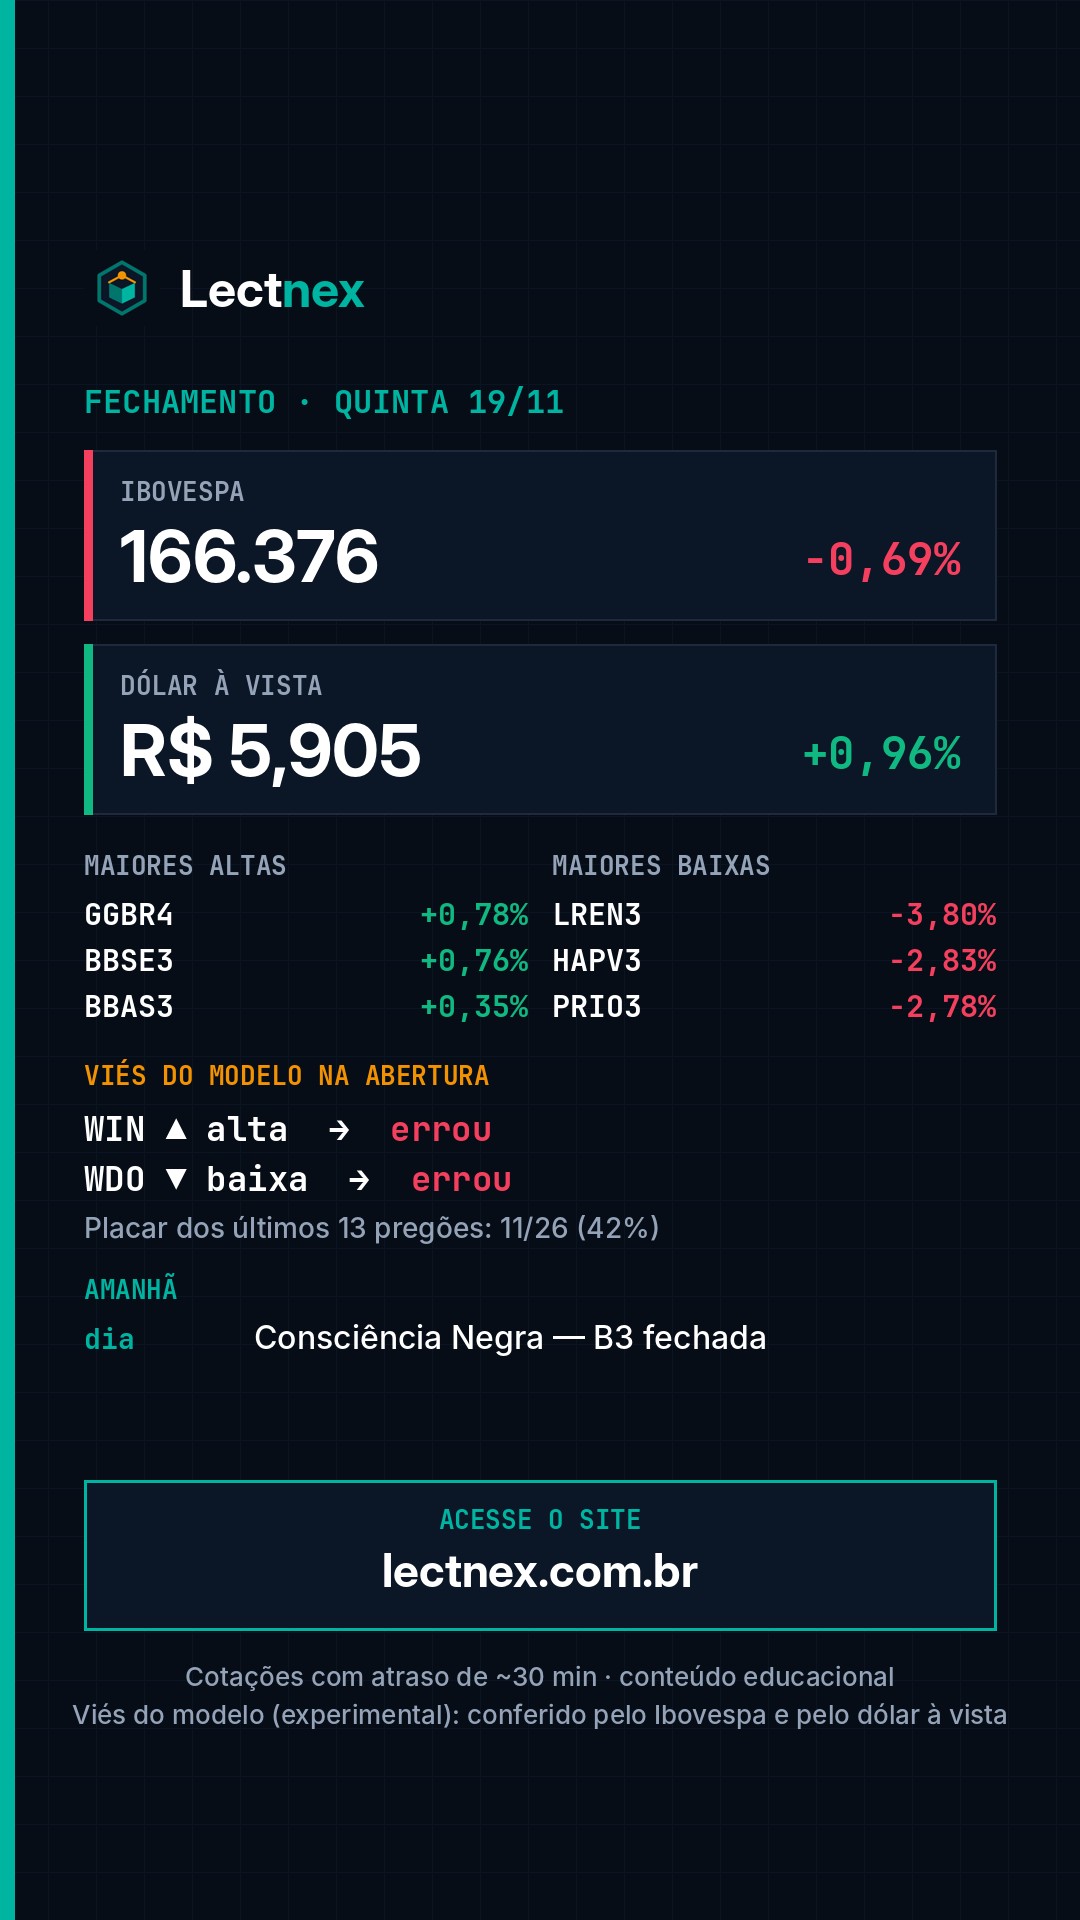 Lectnex
FECHAMENTO · QUINTA 19/11
IBOVESPA
166.376 -0,69%
DÓLAR À VISTA
R$ 5,905 +0,96%
MAIORES ALTAS
GGBR4 +0,78%
BBSE3 +0,76%
BBAS3 +0,35%
MAIORES BAIXAS
LREN3 -3,80%
HAPV3 -2,83%
PRIO3 -2,78%
VIÉS DO MODELO NA ABERTURA
WIN ▲ alta → errou
WDO ▼ baixa → errou
Placar dos últimos 13 pregões: 11/26 (42%)
AMANHÃ
dia Consciência Negra — B3 fechada
ACESSE O SITE
lectnex.com.br
Cotações com atraso de ~30 min · conteúdo educacional
Viés do modelo (experimental): conferido pelo Ibovespa e pelo dólar à vista